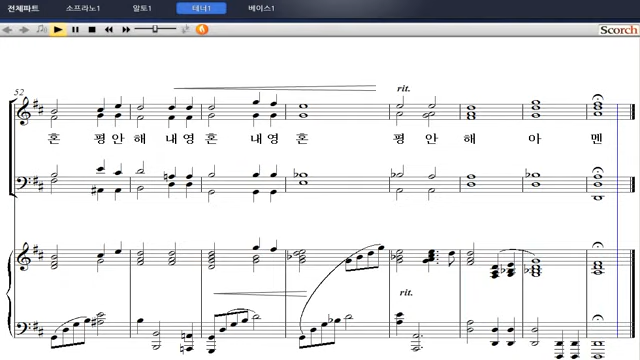 전체파트 소프라노1 알토1 테너1 베이스1
Scorch
52
rit.
혼 평 안 해 내 영 혼 내 영 혼 평 안 해 아 멘
rit.